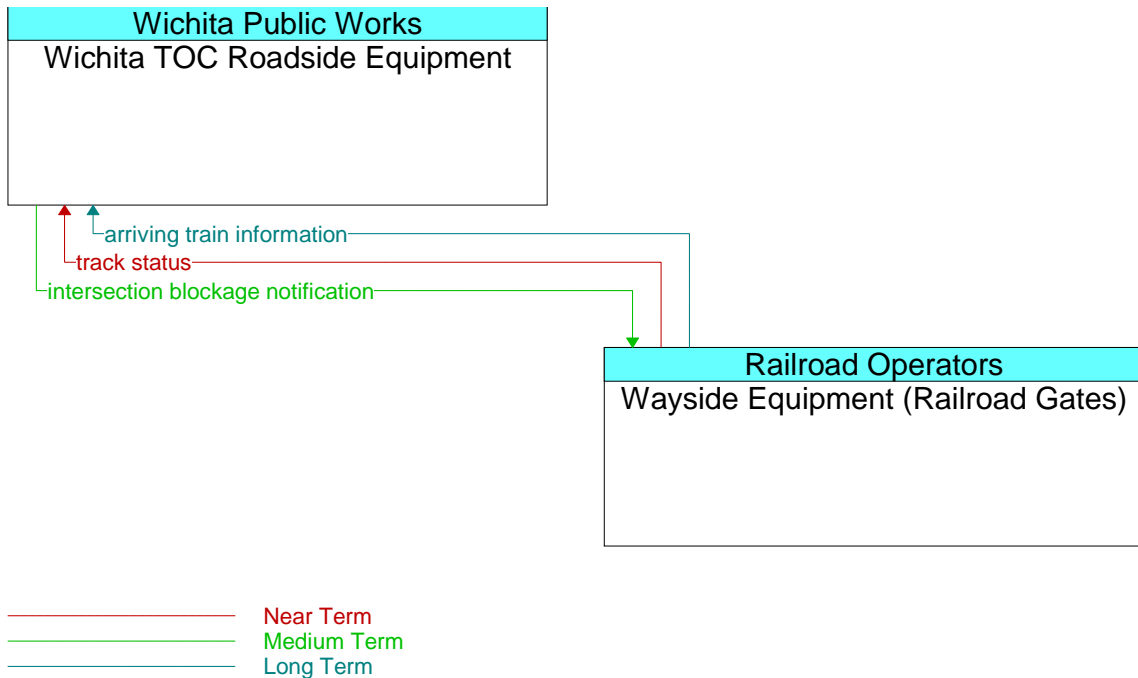 Wichita Public Works
Wichita TOC Roadside Equipment
arriving train information
track status
intersection blockage notification
Railroad Operators
Wayside Equipment (Railroad Gates)
Near Term
Medium Term
Long Term